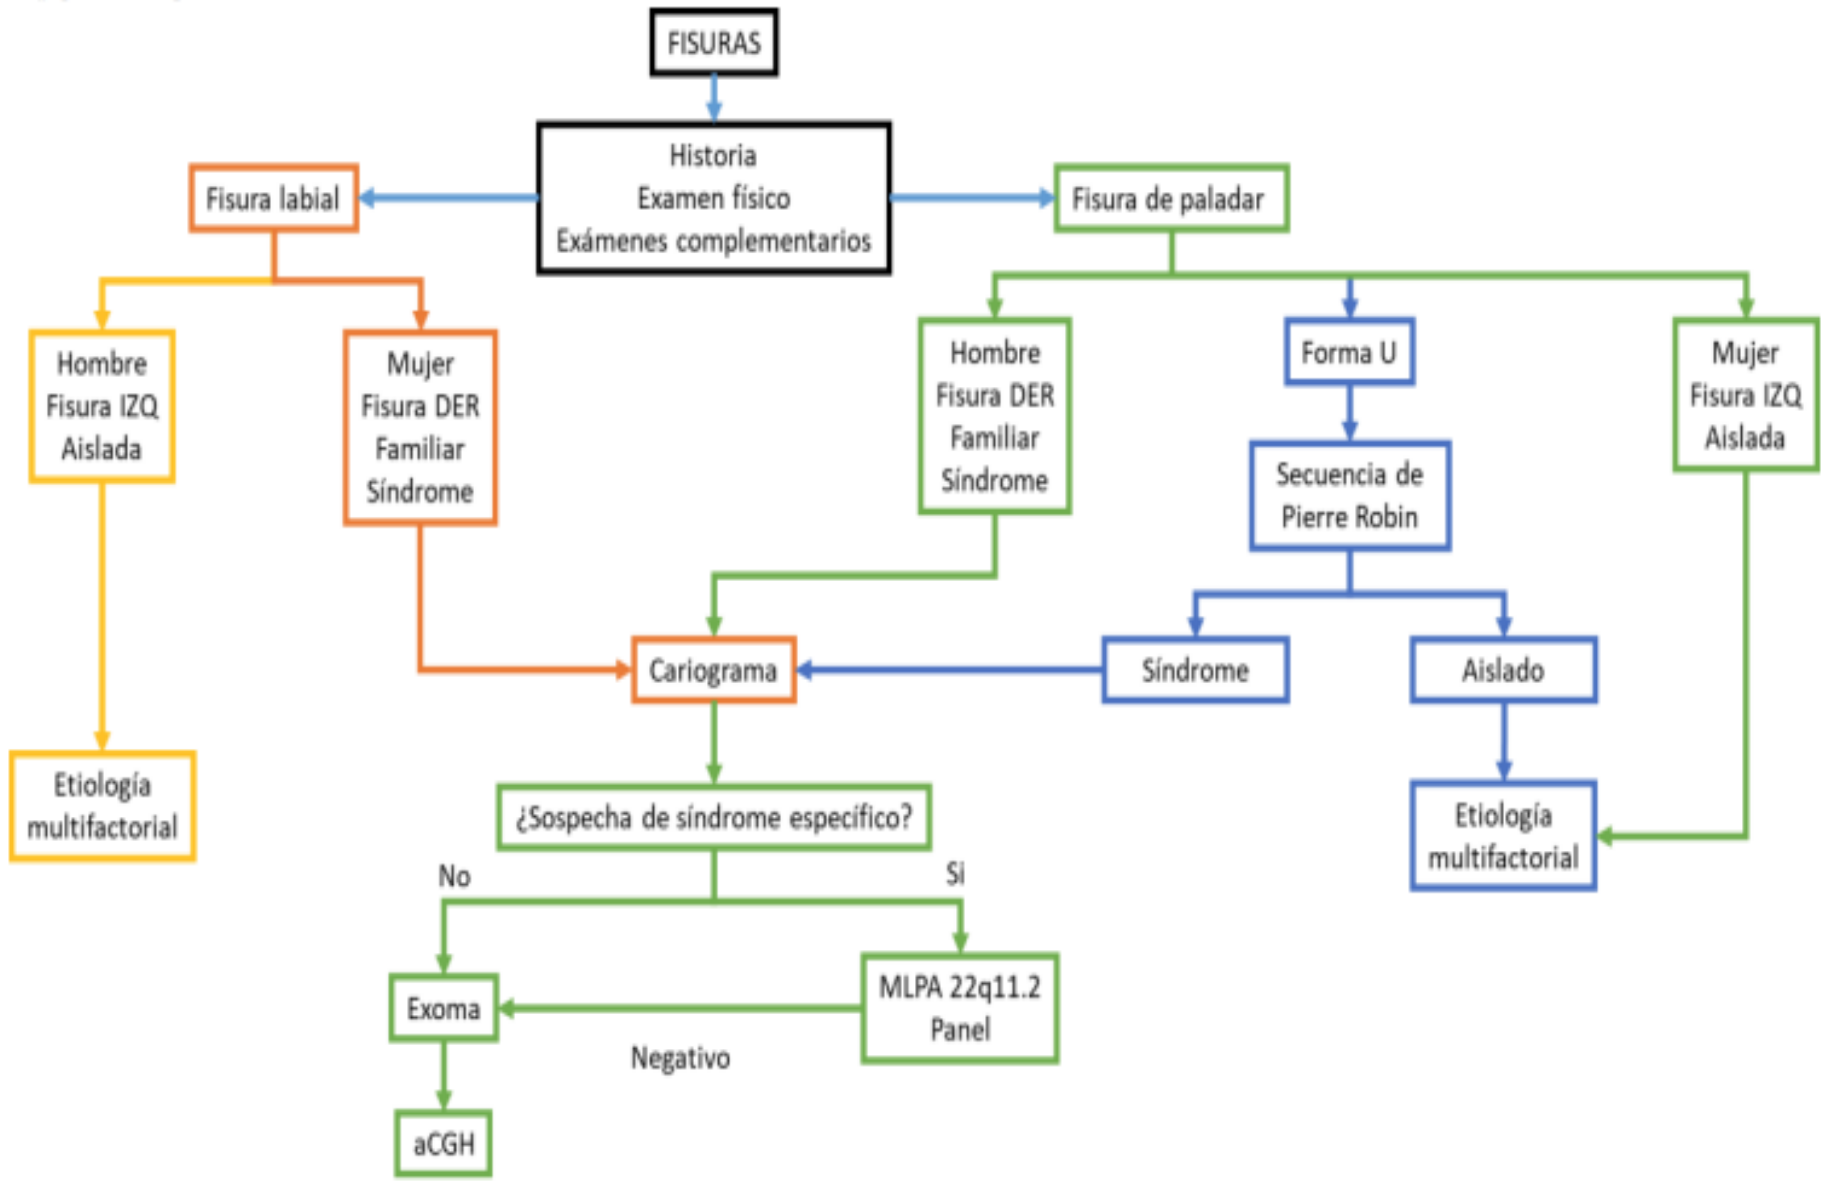 FISURAS
Historia
Examen físico
Exámenes complementarios
Fisura labial
Fisura de paladar
Hombre
Fisura IZQ
Aislada
Mujer
Fisura DER
Familiar
Síndrome
Hombre
Fisura DER
Familiar
Síndrome
Forma U
Mujer
Fisura IZQ
Aislada
Secuencia de
Pierre Robin
Cariograma
Síndrome
Aislado
Etiología
multifactorial
¿Sospecha de síndrome específico?
Etiología
multifactorial
No
Si
Exoma
MLPA 22q11.2
Panel
Negativo
aCGH